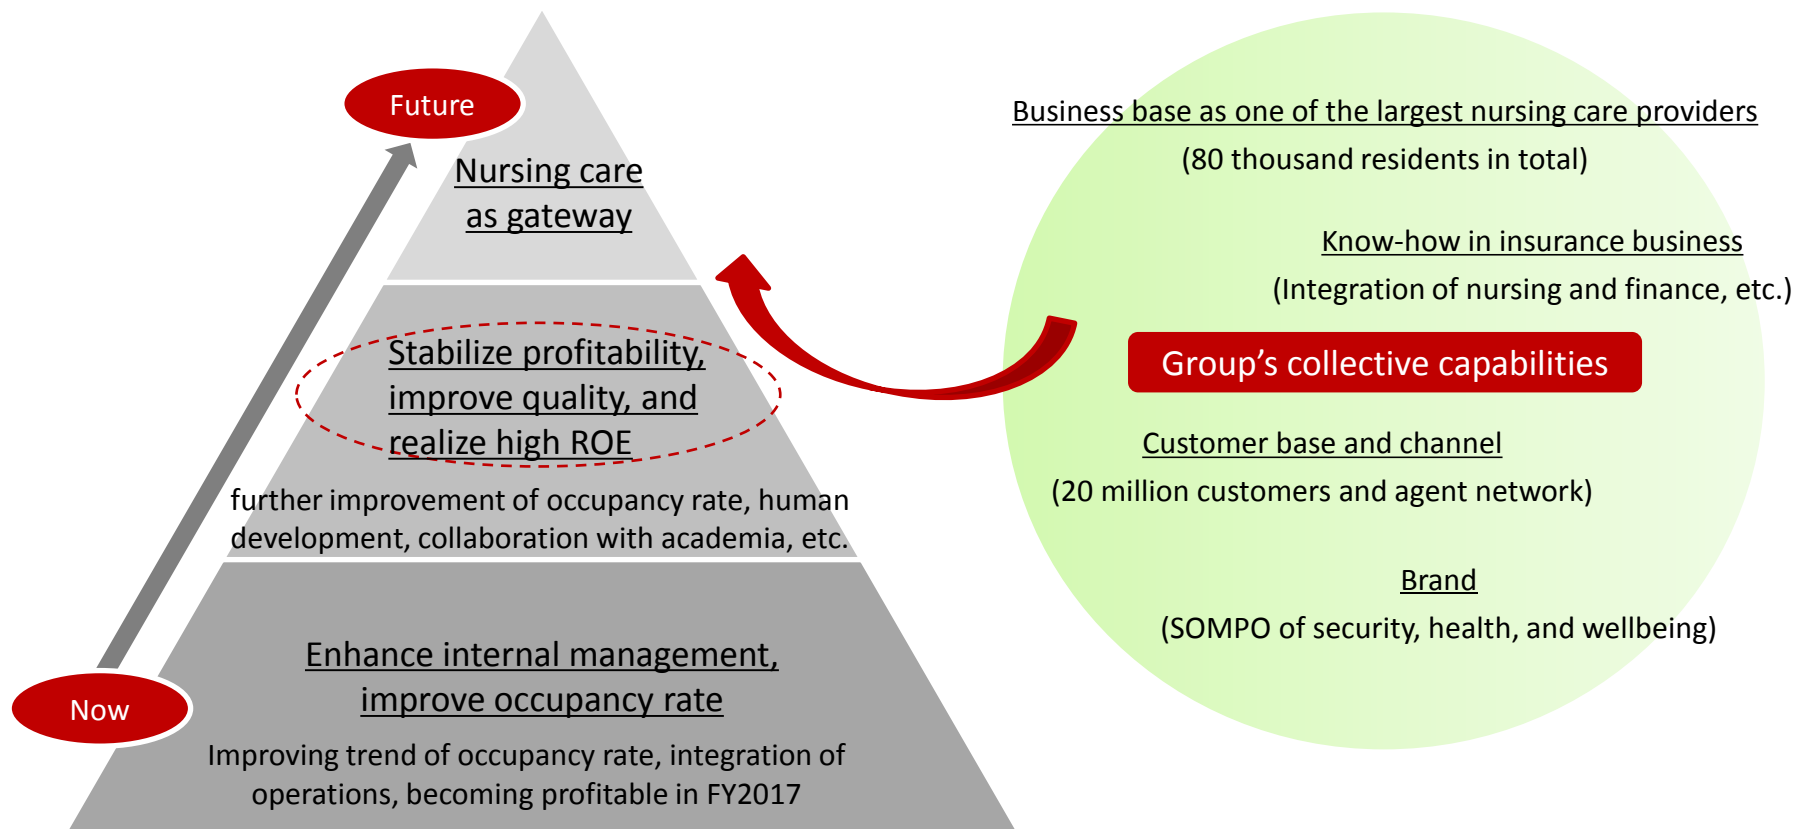 Future
Nursing care
as gateway
Stabilize profitability,
improve quality, and
realize high ROE
further improvement of occupancy rate, human
development, collaboration with academia, etc.
Enhance internal management,
improve occupancy rate
Now
Improving trend of occupancy rate, integration of
operations, becoming profitable in FY2017
Business base as one of the largest nursing care providers
(80 thousand residents in total)
Know-how in insurance business
(Integration of nursing and finance, etc.)
Group's collective capabilities
Customer base and channel
(20 million customers and agent network)
Brand
(SOMPO of security, health, and wellbeing)